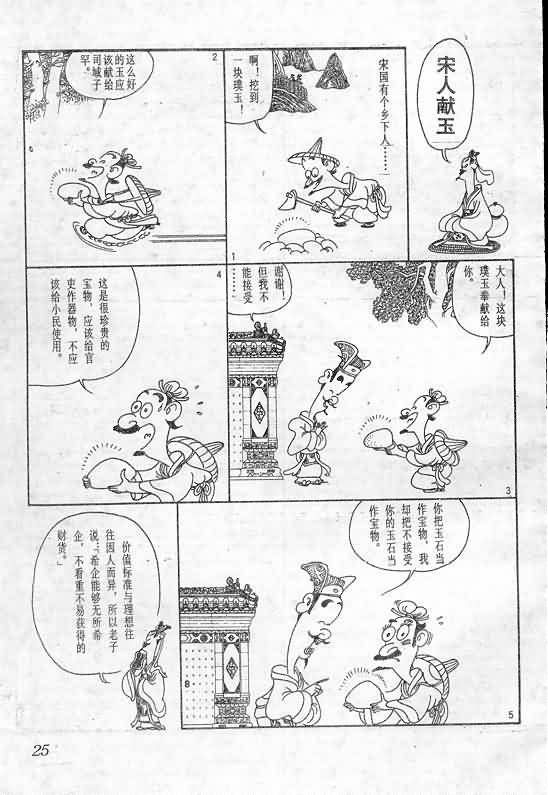 宋人献玉
宋国有个乡下人……
啊！挖到
一块璞玉！
1
这么好
的玉应
该献给
司城子
罕。
2
大人！这块
璞玉奉献给
你。
谢谢！
但我不
能接受
3
这是很珍贵的
宝物，应该给官
吏作器物，不应
该给小民使用。
4
你把玉石当
作宝物，我
却把不接受
你的玉石当
作宝物。
5
价值标准与理想往
往因人而异，所以老子
说：希企能够无所希
企，不看重不易获得的
财货。」
25